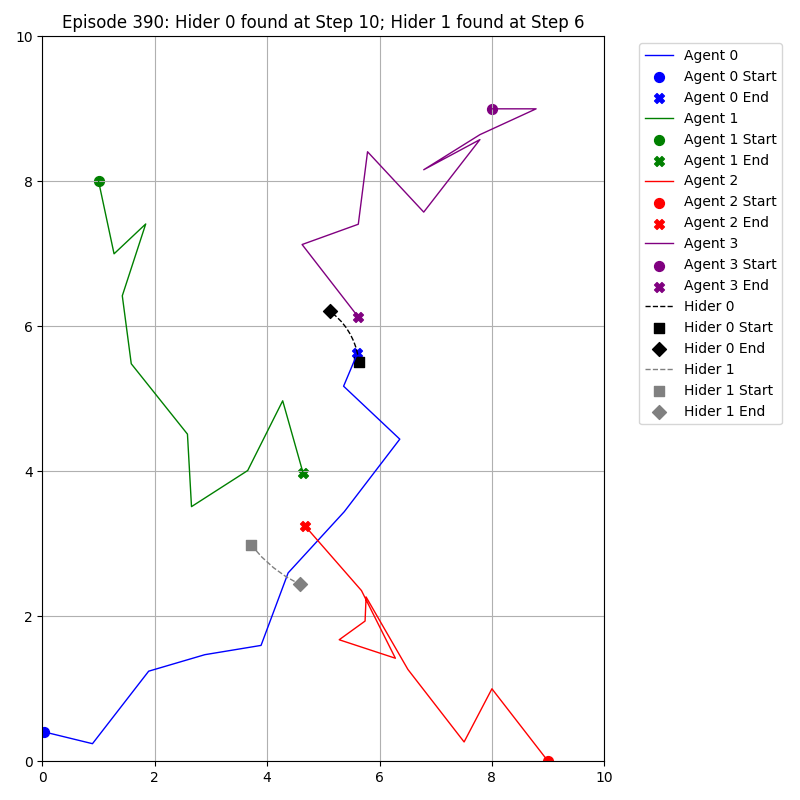 Episode 390: Hider 0 found at Step 10; Hider 1 found at Step 6
10
8
6
4
2
0
0 2 4 6 8 10
Agent 0
Agent 0 Start
Agent 0 End
Agent 1
Agent 1 Start
Agent 1 End
Agent 2
Agent 2 Start
Agent 2 End
Agent 3
Agent 3 Start
Agent 3 End
Hider 0
Hider 0 Start
Hider 0 End
Hider 1
Hider 1 Start
Hider 1 End